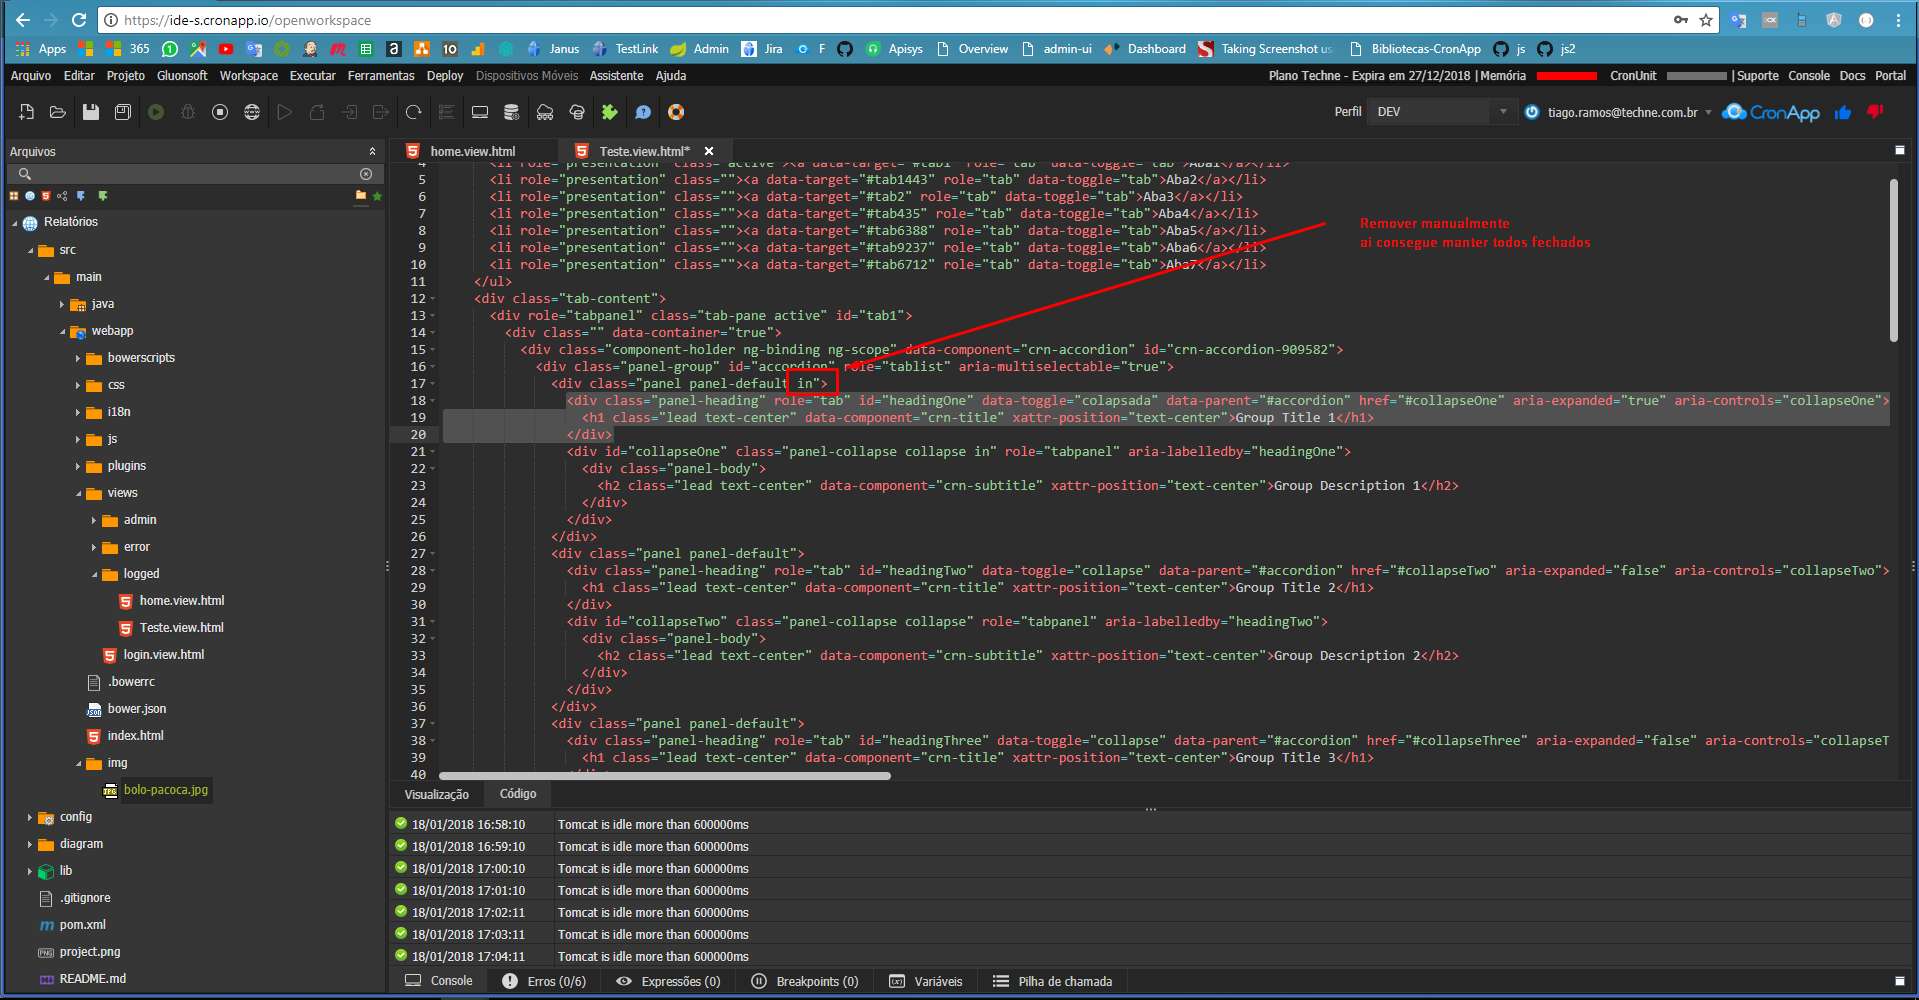 https://ide-s.cronapp.io/openworkspace
Apps 365 Janus TestLink Admin Jira F Apisys Overview admin-ui Dashboard Taking Screenshot us Bibliotecas-CronApp js js2
Arquivo Editar Projeto Gluonsoft Workspace Executar Ferramentas Deploy Dispositivos Móveis Assistente Ajuda
Plano Techne - Expira em 27/12/2018 | Memória CronUnit | Suporte Console Docs Portal
Perfil DEV tiago.ramos@techne.com.br CronApp
Arquivos
Relatórios
src
main
java
webapp
bowerscripts
css
i18n
js
plugins
views
admin
error
logged
home.view.html
Teste.view.html
login.view.html
.bowerrc
bower.json
index.html
img
bolo-pacoca.jpg
config
diagram
lib
.gitignore
pom.xml
project.png
README.md
home.view.html Teste.view.html*
4 <li role="presentation" class="active"><a data-target="#tab1" role="tab" data-toggle="tab">Aba1</a></li>
5 <li role="presentation" class=""><a data-target="#tab1443" role="tab" data-toggle="tab">Aba2</a></li>
6 <li role="presentation" class=""><a data-target="#tab2" role="tab" data-toggle="tab">Aba3</a></li>
7 <li role="presentation" class=""><a data-target="#tab435" role="tab" data-toggle="tab">Aba4</a></li>
8 <li role="presentation" class=""><a data-target="#tab6388" role="tab" data-toggle="tab">Aba5</a></li>
9 <li role="presentation" class=""><a data-target="#tab9237" role="tab" data-toggle="tab">Aba6</a></li>
10 <li role="presentation" class=""><a data-target="#tab6712" role="tab" data-toggle="tab">Aba7</a></li>
11 </ul>
12 <div class="tab-content">
13 <div role="tabpanel" class="tab-pane active" id="tab1">
14 <div class="" data-container="true">
15 <div class="component-holder ng-binding ng-scope" data-component="crn-accordion" id="crn-accordion-909582">
16 <div class="panel-group" id="accordion" role="tablist" aria-multiselectable="true">
17 <div class="panel panel-default in">
18 <div class="panel-heading" role="tab" id="headingOne" data-toggle="colapsada" data-parent="#accordion" href="#collapseOne" aria-expanded="true" aria-controls="collapseOne">
19 <h1 class="lead text-center" data-component="crn-title" xattr-position="text-center">Group Title 1</h1>
20 </div>
21 <div id="collapseOne" class="panel-collapse collapse in" role="tabpanel" aria-labelledby="headingOne">
22 <div class="panel-body">
23 <h2 class="lead text-center" data-component="crn-subtitle" xattr-position="text-center">Group Description 1</h2>
24 </div>
25 </div>
26 </div>
27 <div class="panel panel-default">
28 <div class="panel-heading" role="tab" id="headingTwo" data-toggle="collapse" data-parent="#accordion" href="#collapseTwo" aria-expanded="false" aria-controls="collapseTwo">
29 <h1 class="lead text-center" data-component="crn-title" xattr-position="text-center">Group Title 2</h1>
30 </div>
31 <div id="collapseTwo" class="panel-collapse collapse" role="tabpanel" aria-labelledby="headingTwo">
32 <div class="panel-body">
33 <h2 class="lead text-center" data-component="crn-subtitle" xattr-position="text-center">Group Description 2</h2>
34 </div>
35 </div>
36 </div>
37 <div class="panel panel-default">
38 <div class="panel-heading" role="tab" id="headingThree" data-toggle="collapse" data-parent="#accordion" href="#collapseThree" aria-expanded="false" aria-controls="collapseT
39 <h1 class="lead text-center" data-component="crn-title" xattr-position="text-center">Group Title 3</h1>
40 </div>
Remover manualmente
ai consegue manter todos fechados
Visualização Código
18/01/2018 16:58:10 Tomcat is idle more than 600000ms
18/01/2018 16:59:10 Tomcat is idle more than 600000ms
18/01/2018 17:00:10 Tomcat is idle more than 600000ms
18/01/2018 17:01:10 Tomcat is idle more than 600000ms
18/01/2018 17:02:11 Tomcat is idle more than 600000ms
18/01/2018 17:03:11 Tomcat is idle more than 600000ms
18/01/2018 17:04:11 Tomcat is idle more than 600000ms
Console Erros (0/6) Expressões (0) Breakpoints (0) Variáveis Pilha de chamada